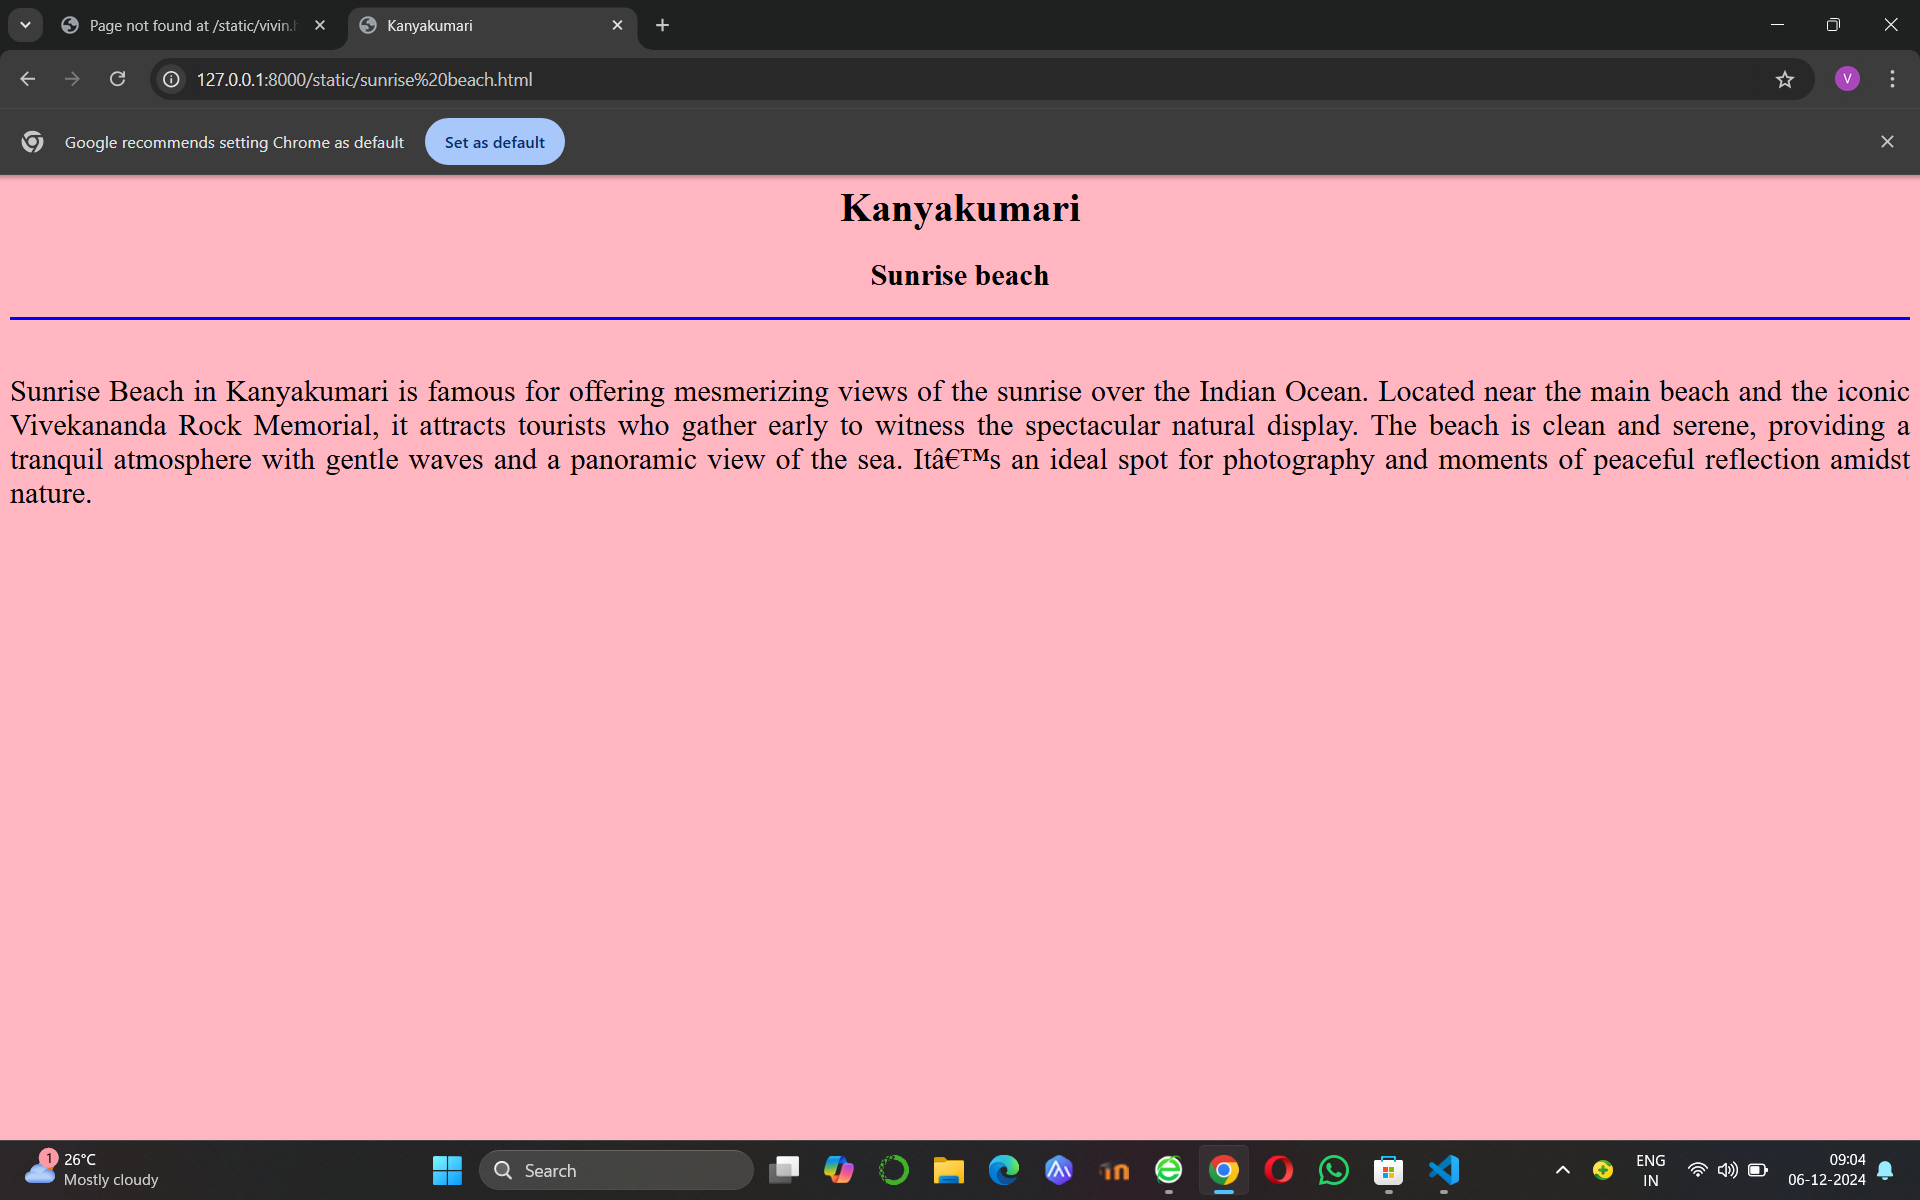 Page not found at /static/vivin.h
Kanyakumari
127.0.0.1:8000/static/sunrise%20beach.html
V
Google recommends setting Chrome as default
Set as default
Kanyakumari
Sunrise beach
Sunrise Beach in Kanyakumari is famous for offering mesmerizing views of the sunrise over the Indian Ocean. Located near the main beach and the iconic
Vivekananda Rock Memorial, it attracts tourists who gather early to witness the spectacular natural display. The beach is clean and serene, providing a
tranquil atmosphere with gentle waves and a panoramic view of the sea. Itâ€™s an ideal spot for photography and moments of peaceful reflection amidst
nature.
1
26°C
Mostly cloudy
Search
ENG
IN
09:04
06-12-2024